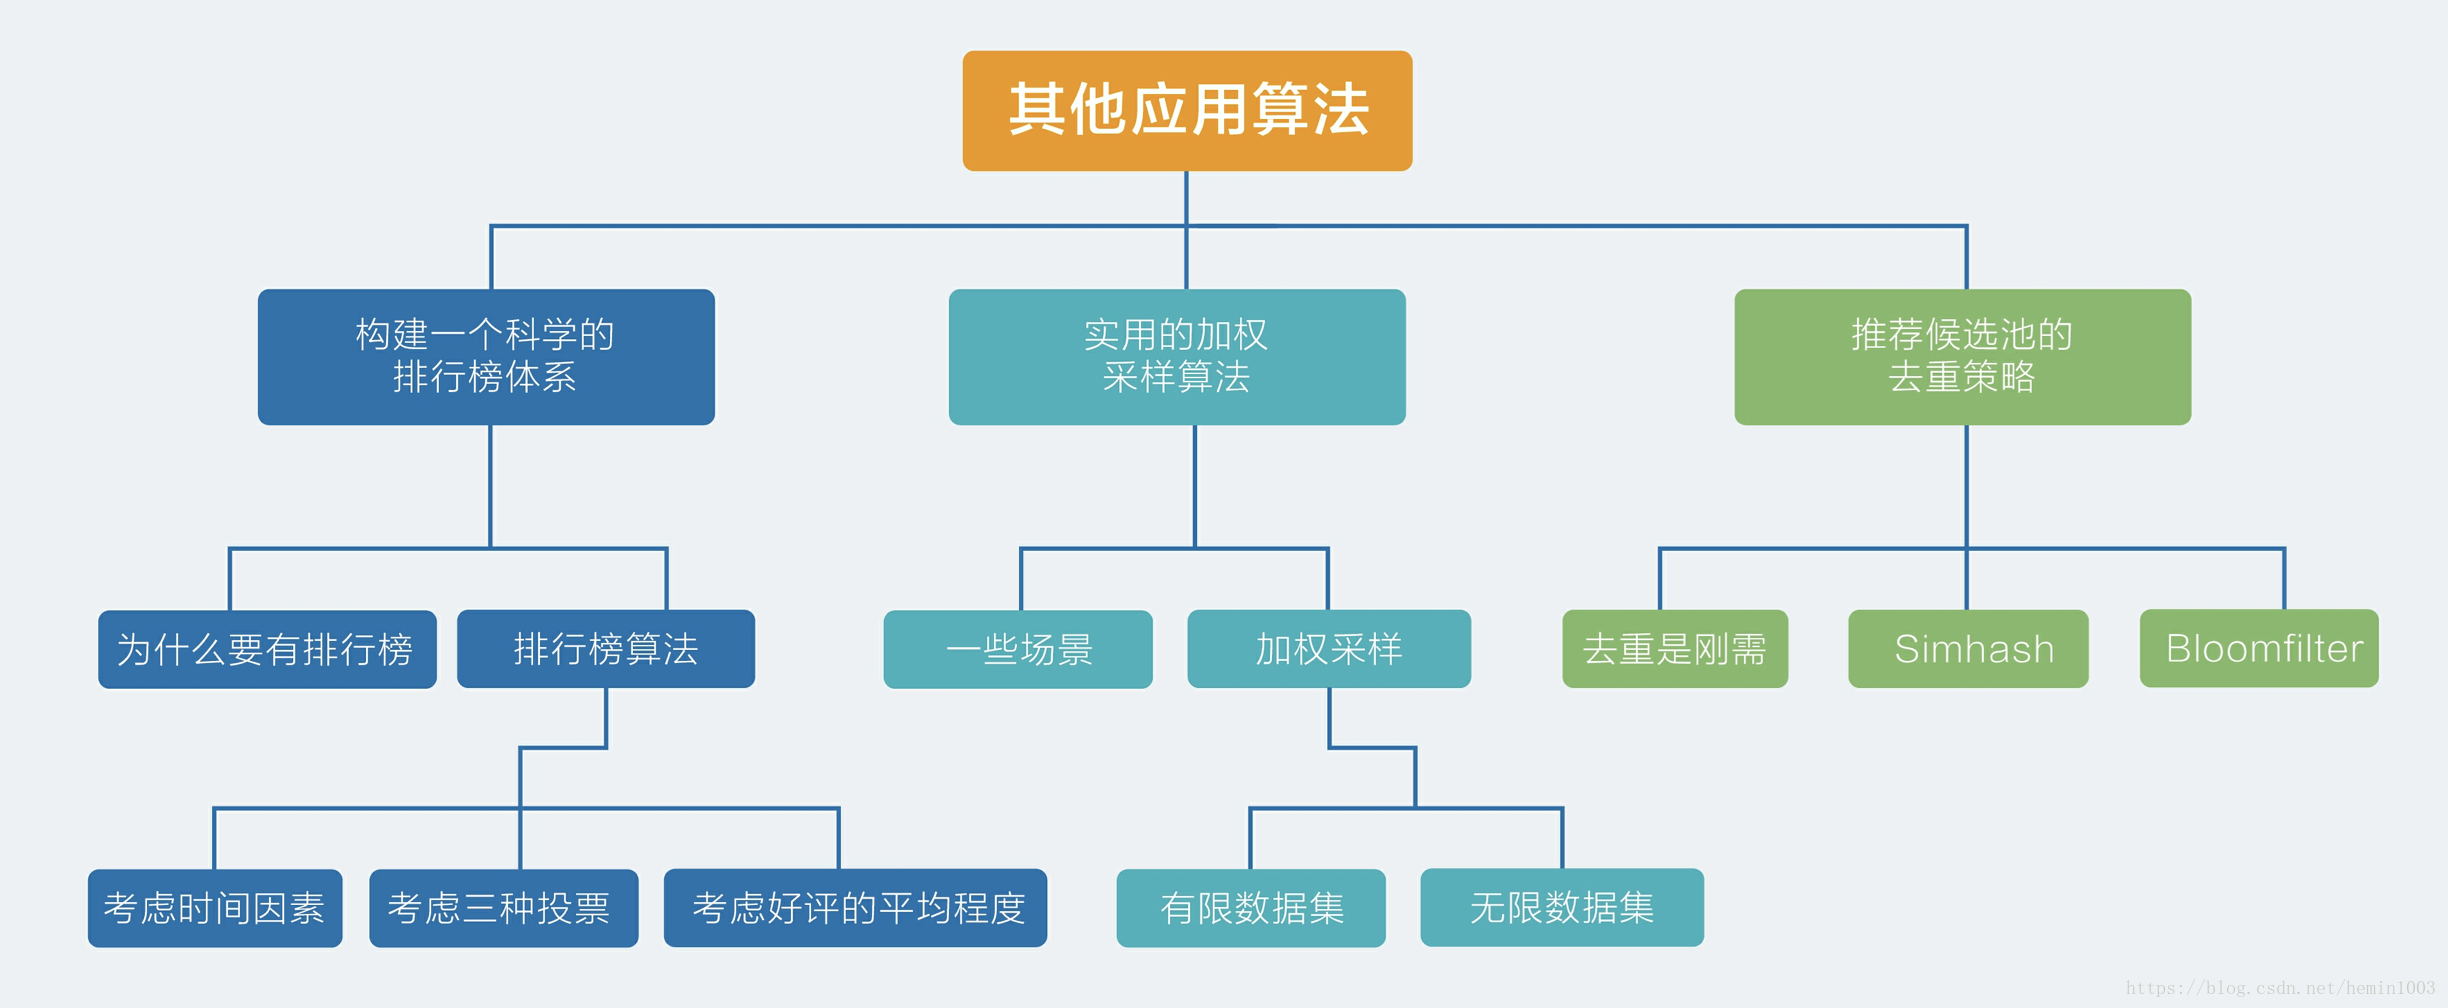 其他应用算法
构建一个科学的
排行榜体系
实用的加权
采样算法
推荐候选池的
去重策略
为什么要有排行榜
排行榜算法
一些场景
加权采样
去重是刚需
Simhash
Bloomfilter
考虑时间因素
考虑三种投票
考虑好评的平均程度
有限数据集
无限数据集
https://blog.csdn.net/hemin1003